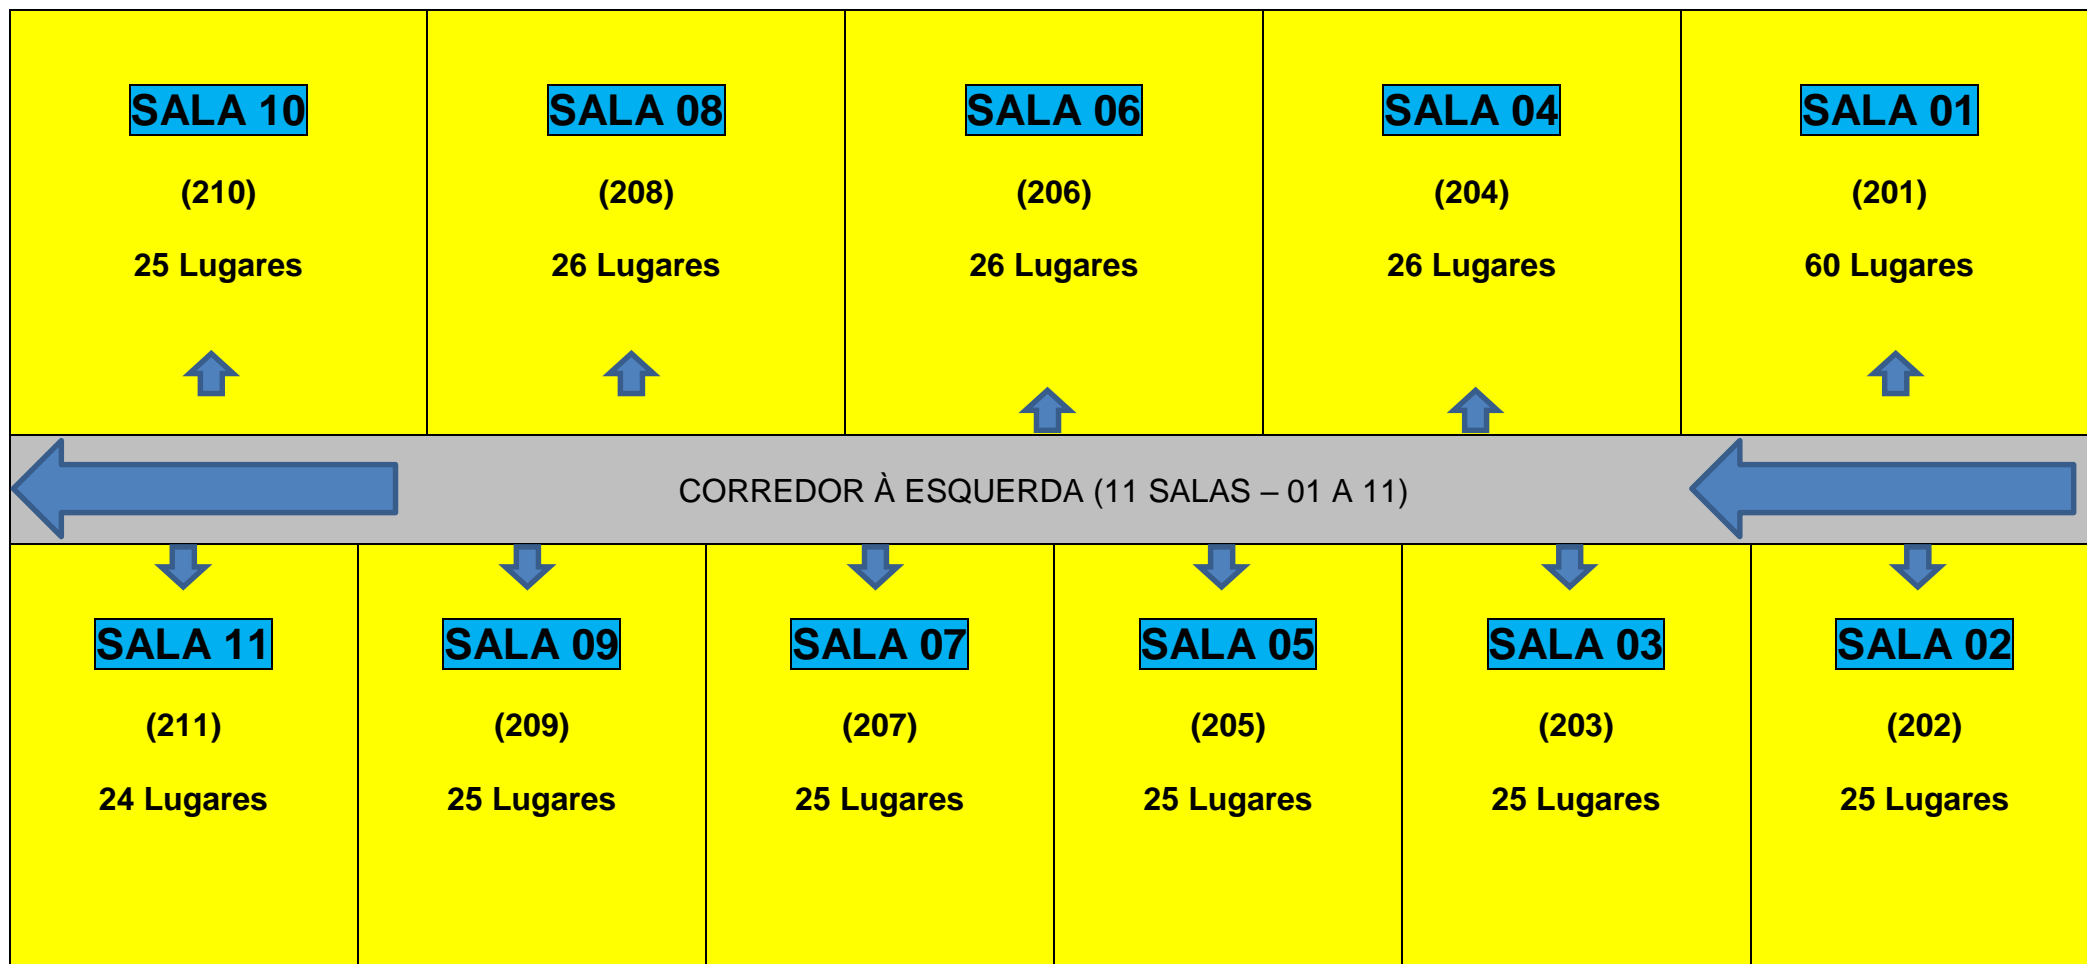 SALA 10
(210)
25 Lugares
SALA 08
(208)
26 Lugares
SALA 06
(206)
26 Lugares
SALA 04
(204)
26 Lugares
SALA 01
(201)
60 Lugares
CORREDOR À ESQUERDA (11 SALAS – 01 A 11)
SALA 11
(211)
24 Lugares
SALA 09
(209)
25 Lugares
SALA 07
(207)
25 Lugares
SALA 05
(205)
25 Lugares
SALA 03
(203)
25 Lugares
SALA 02
(202)
25 Lugares